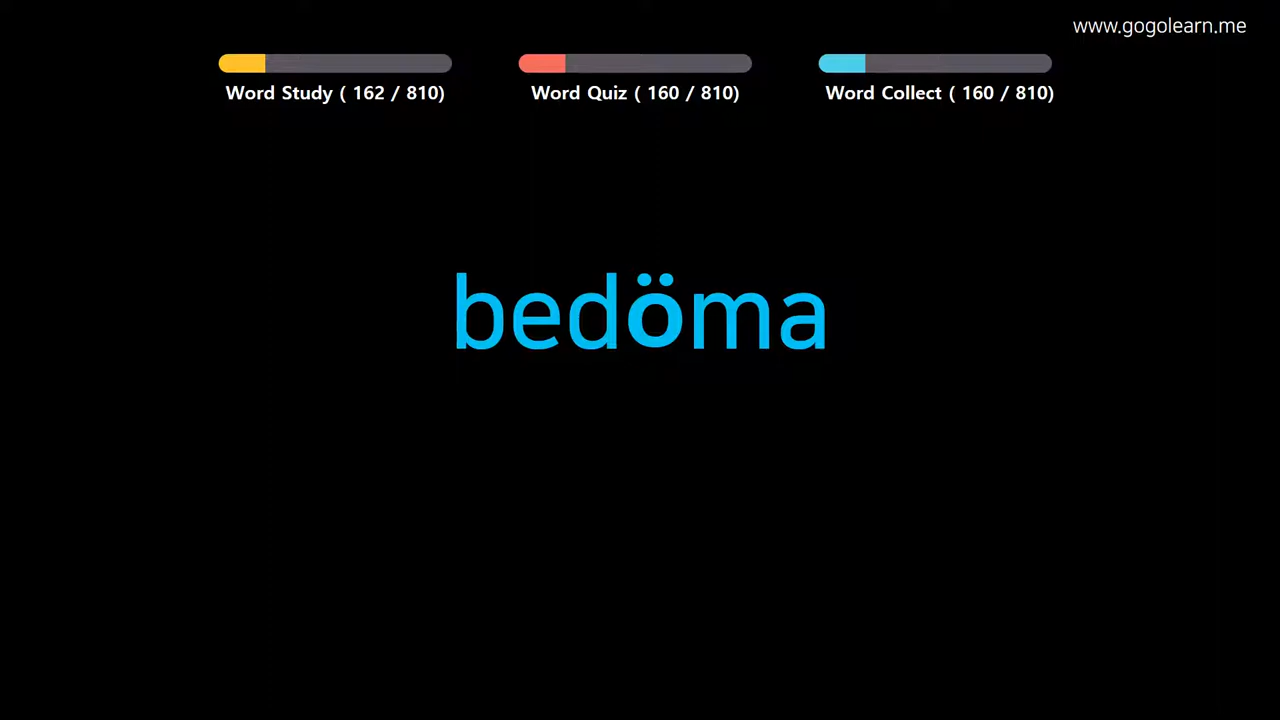 www.gogolearn.me
Word Study ( 162 / 810)
Word Quiz ( 160 / 810)
Word Collect ( 160 / 810)
bedöma